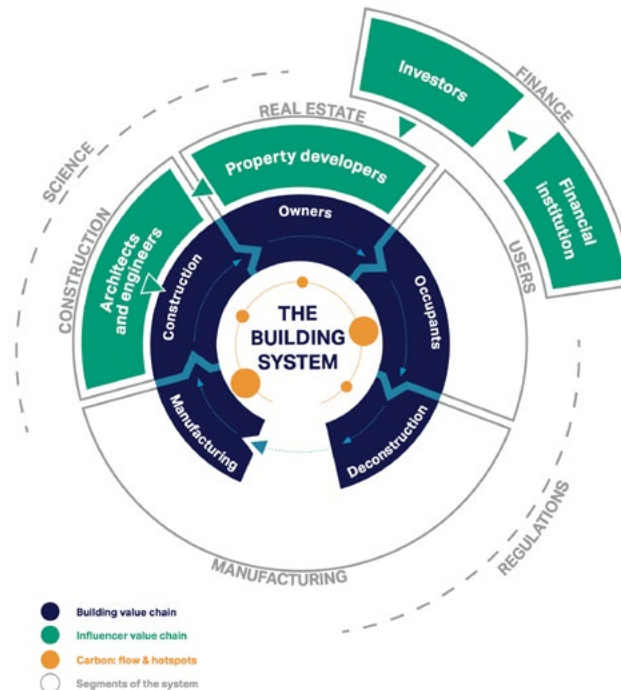 Investors
FINANCE
Financial
institution
REAL ESTATE
Property developers
SCIENCE
CONSTRUCTION
Architects
and engineers
Owners
Construction
Occupants
USERS
THE
BUILDING
SYSTEM
Manufacturing
Deconstruction
MANUFACTURING
REGULATIONS
Building value chain
Influencer value chain
Carbon: flow & hotspots
Segments of the system